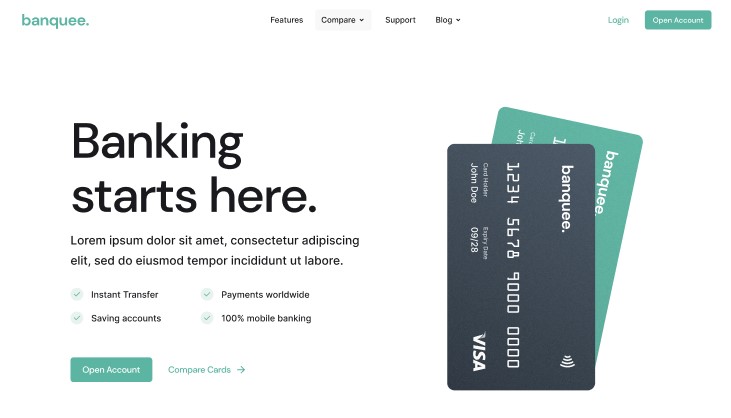 banquee.
Features
Compare
Support
Blog
Login
Open Account
Banking
starts here.
Lorem ipsum dolor sit amet, consectetur adipiscing
elit, sed do eiusmod tempor incididunt ut labore.
Instant Transfer
Payments worldwide
Saving accounts
100% mobile banking
Open Account
Compare Cards
banquee.
1234 5678 9000 0000
Card Holder
John Doe
Expiry Date
09/28
VISA
banquee.